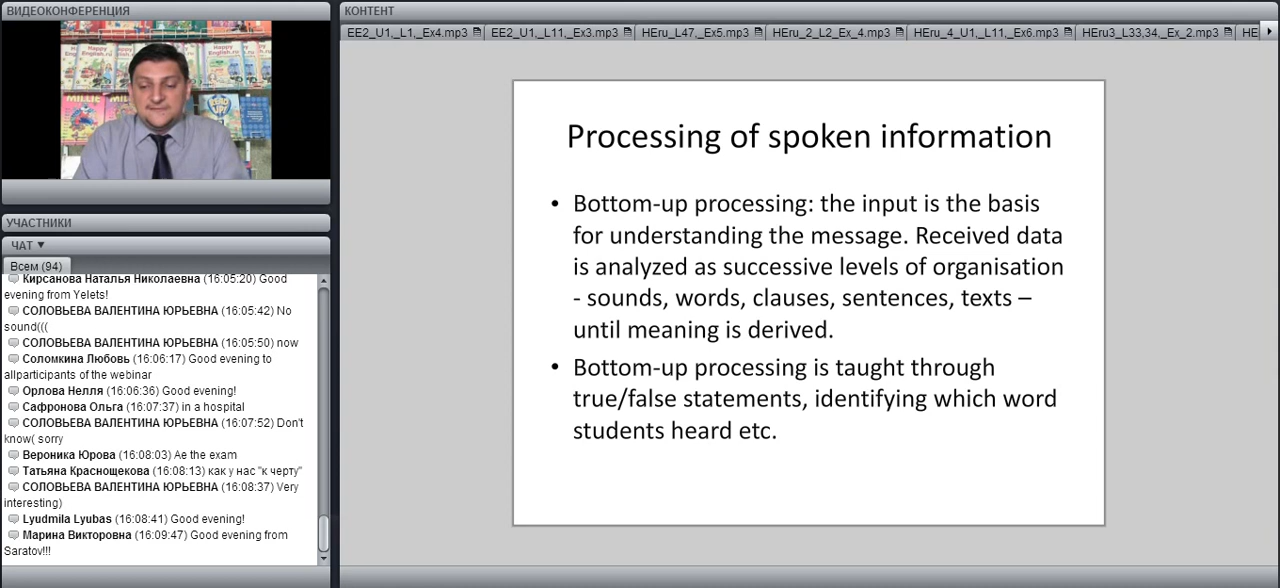 ВИДЕОКОНФЕРЕНЦИЯ
Happy English.ru
MILLIE
READ UP!
УЧАСТНИКИ
ЧАТ ▼
Всем (94)
Кирсанова Наталья Николаевна (16:05:20) Good
evening from Yelets!
СОЛОВЬЕВА ВАЛЕНТИНА ЮРЬЕВНА (16:05:42) No
sound(((
СОЛОВЬЕВА ВАЛЕНТИНА ЮРЬЕВНА (16:05:50) now
Соломкина Любовь (16:06:17) Good evening to
allparticipants of the webinar
Орлова Нелля (16:06:36) Good evening!
Сафронова Ольга (16:07:37) in a hospital
СОЛОВЬЕВА ВАЛЕНТИНА ЮРЬЕВНА (16:07:52) Don't
know( sorry
Вероника Юрова (16:08:03) Ae the exam
Татьяна Краснощекова (16:08:13) как у нас "к черту"
СОЛОВЬЕВА ВАЛЕНТИНА ЮРЬЕВНА (16:08:37) Very
interesting)
Lyudmila Lyubas (16:08:41) Good evening!
Марина Викторовна (16:09:47) Good evening from
Saratov!!!
КОНТЕНТ
EE2_U1,_L1,_Ex4.mp3 EE2_U1,_L11,_Ex3.mp3 HEru_L47,_Ex5.mp3 HEru_2_L2_Ex_4.mp3 HEru_4_U1,_L11,_Ex6.mp3 HEru3_L33,34._Ex_2.mp3 HE
Processing of spoken information
• Bottom-up processing: the input is the basis
for understanding the message. Received data
is analyzed as successive levels of organisation
- sounds, words, clauses, sentences, texts –
until meaning is derived.
• Bottom-up processing is taught through
true/false statements, identifying which word
students heard etc.